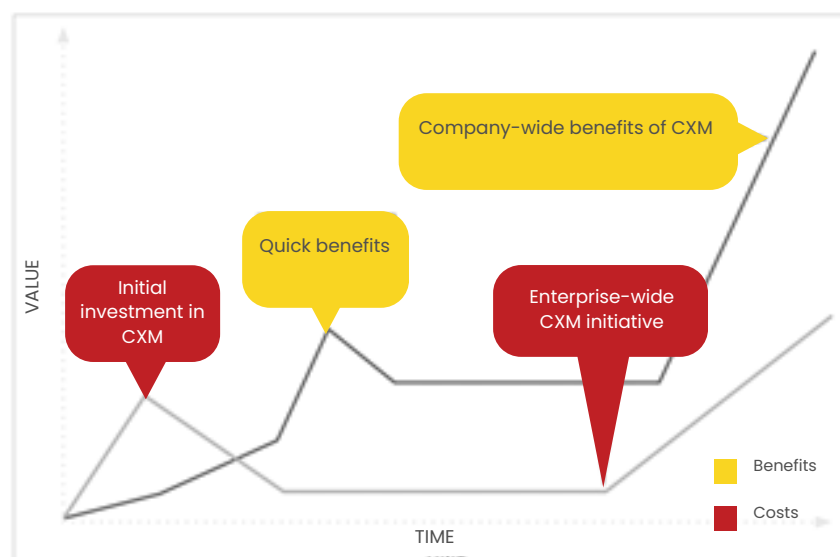 Company-wide benefits of CXM
Quick benefits
Initial
investment in
CXM
Enterprise-wide
CXM initiative
VALUE
Benefits
Costs
TIME